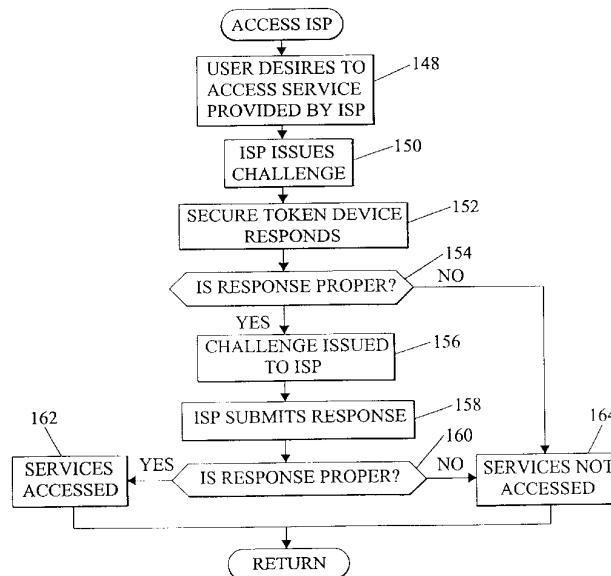 ACCESS ISP
USER DESIRES TO
ACCESS SERVICE
PROVIDED BY ISP
148
ISP ISSUES
CHALLENGE
150
SECURE TOKEN DEVICE
RESPONDS
152
154
IS RESPONSE PROPER?
NO
YES
CHALLENGE ISSUED
TO ISP
156
ISP SUBMITS RESPONSE
158
162
160
164
SERVICES
ACCESSED
YES
IS RESPONSE PROPER?
NO
SERVICES NOT
ACCESSED
RETURN